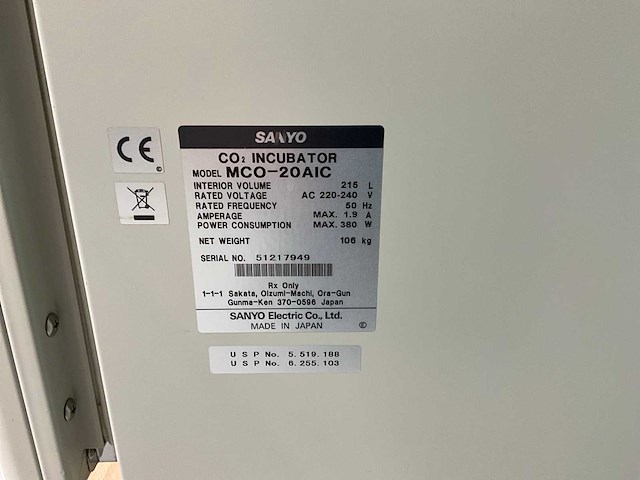 CE
SANYO
CO₂ INCUBATOR
MODEL MCO-20AIC
INTERIOR VOLUME 215 L
RATED VOLTAGE AC 220-240 V
RATED FREQUENCY 50 Hz
AMPERAGE MAX. 1.9 A
POWER CONSUMPTION MAX. 380 W
NET WEIGHT 106 kg
SERIAL NO. 51217949
Rx Only
1-1-1 Sakata, Oizumi-Machi, Ora-Gun
Gunma-Ken 370-0596 Japan
SANYO Electric Co., Ltd.
MADE IN JAPAN
U S P No. 5.519.188
U S P No. 6.255.103